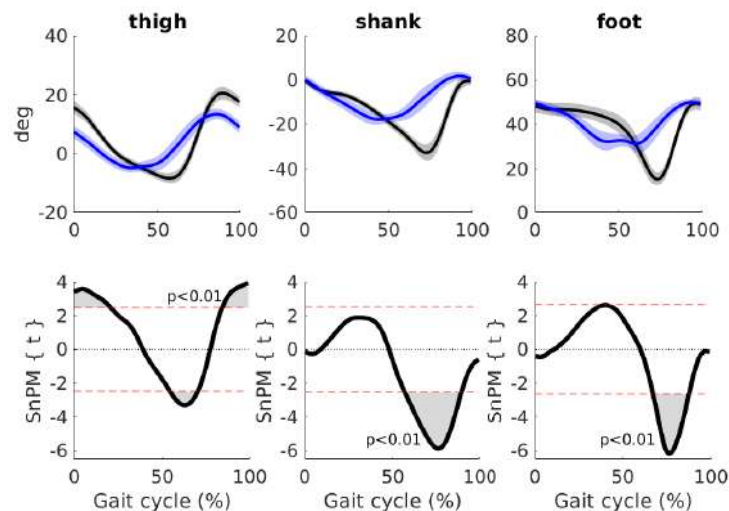 thigh shank foot
40 0 80
20 -20 60
0 -40 40
-20 -60 20
0
deg
0 50 100 0 50 100 0 50 100
4 4 4
2 2 2
0 0 0
-2 -2 -2
-4 -4 -4
-6 -6 -6
SnPM { t } SnPM { t } SnPM { t }
p<0.01 p<0.01 p<0.01
0 50 100 0 50 100 0 50 100
Gait cycle (%) Gait cycle (%) Gait cycle (%)